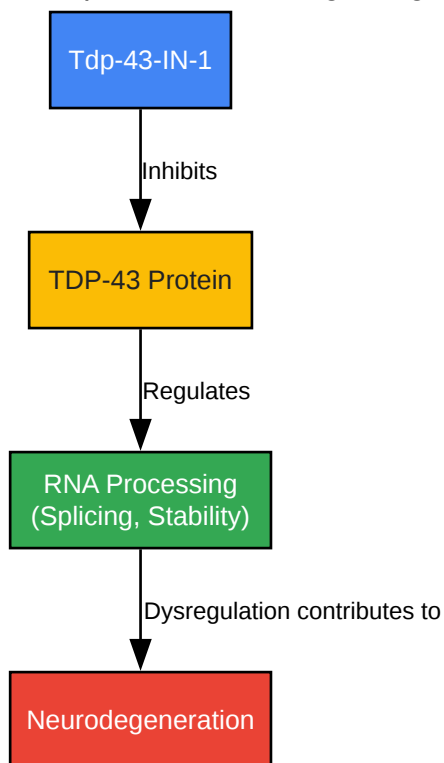 Tdp-43-IN-1
Inhibits
TDP-43 Protein
Regulates
RNA Processing
(Splicing, Stability)
Dysregulation contributes to
Neurodegeneration